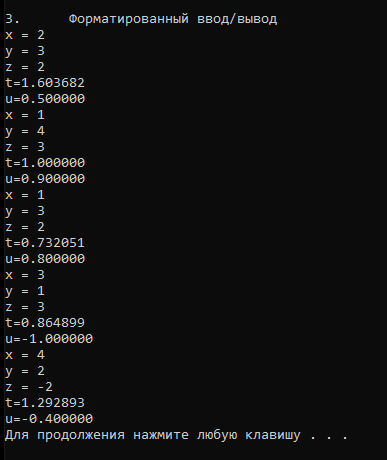 3.      Форматированный ввод/вывод
x = 2
y = 3
z = 2
t=1.603682
u=0.500000
x = 1
y = 4
z = 3
t=1.000000
u=0.900000
x = 1
y = 3
z = 2
t=0.732051
u=0.800000
x = 3
y = 1
z = 3
t=0.864899
u=-1.000000
x = 4
y = 2
z = -2
t=1.292893
u=-0.400000
Для продолжения нажмите любую клавишу . . .